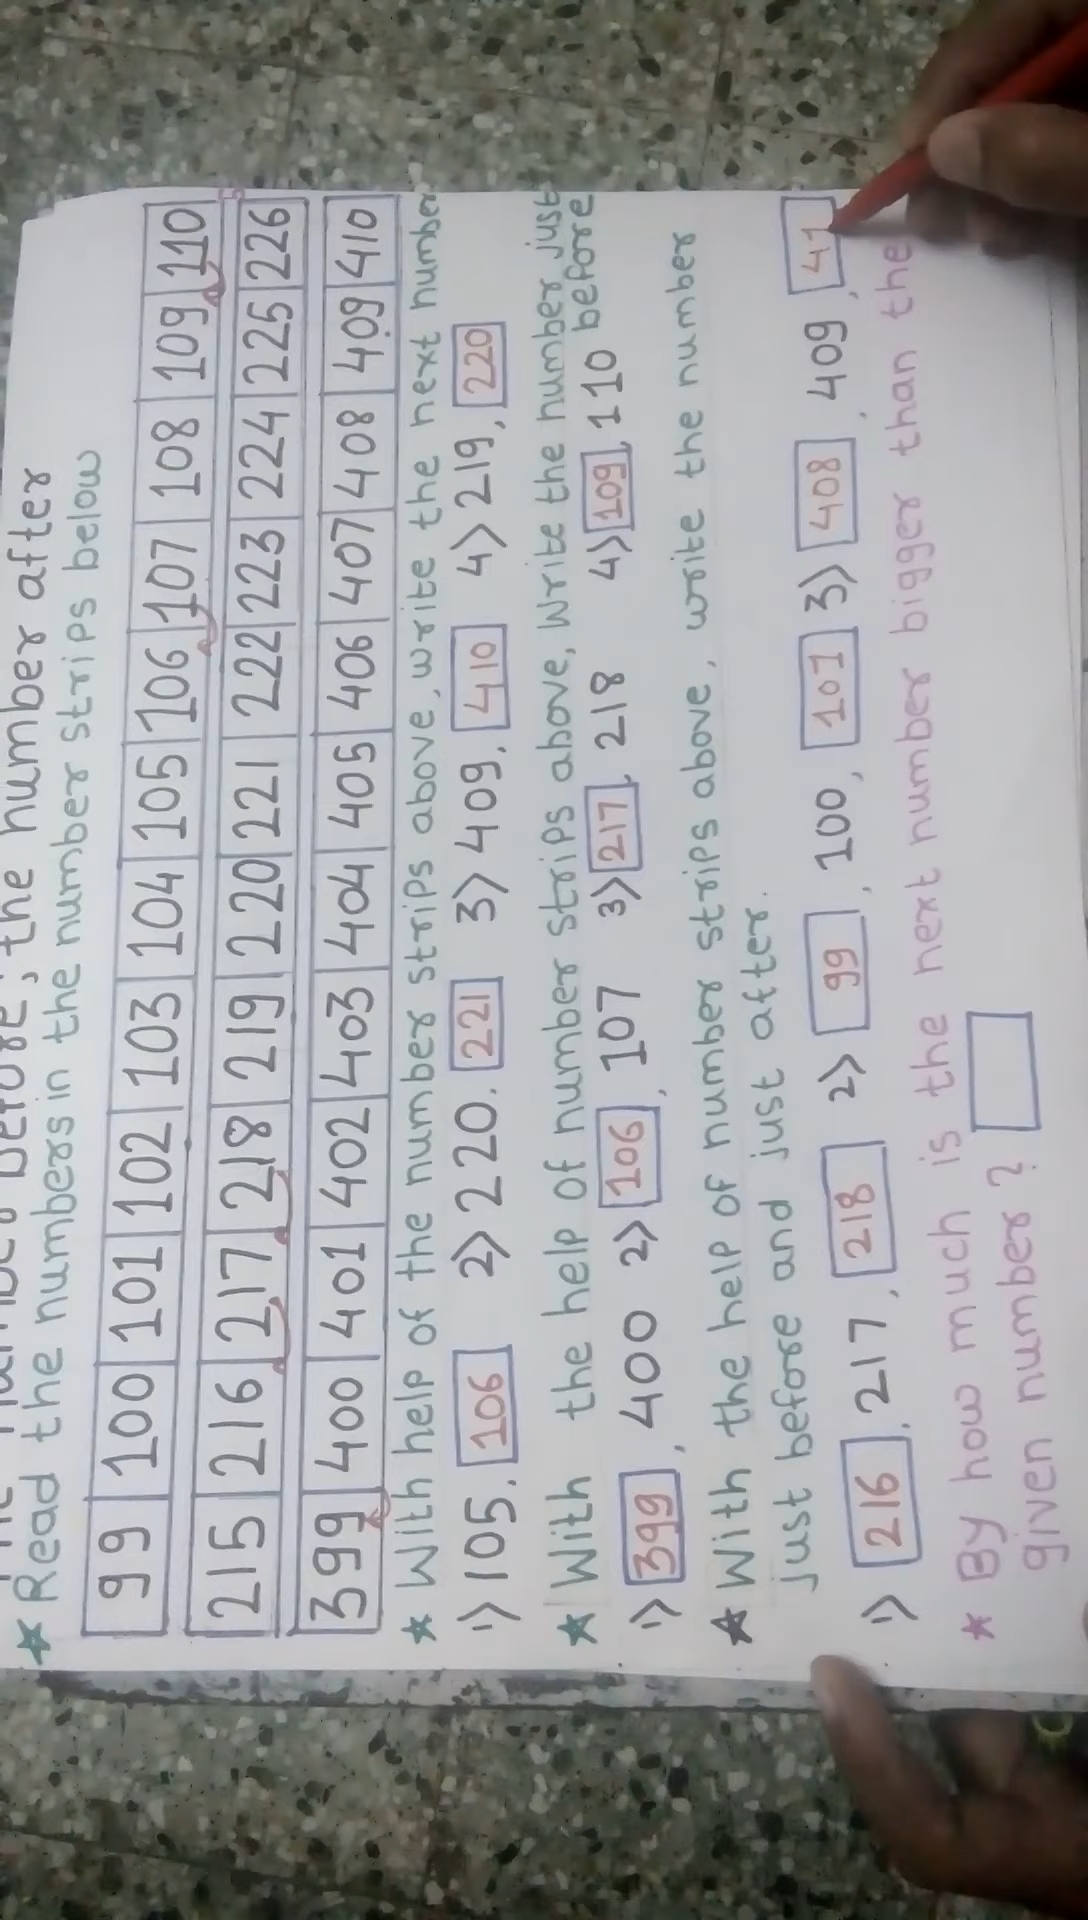 before, the number after
★ Read the numbers in the number strips below
99 100 101 102 103 104 105 106 107 108 109 110
215 216 217 218 219 220 221 222 223 224 225 226
399 400 401 402 403 404 405 406 407 408 409 410
★ With help of the number strips above, write the next number
1) 105, 106 2) 220, 221 3) 409, 410 4) 219, 220
★ With the help of number strips above, Write the number just before
1) 399, 400 2) 106, 107 3) 217, 218 4) 109, 110
★ With the help of number strips above, write the number
just before and just after.
1) 216, 217, 218 2) 99, 100, 101 3) 408, 409, 41
★ By how much is the next number bigger than the
given number?